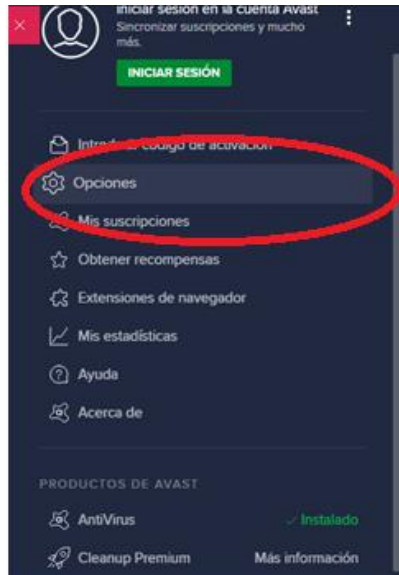 Iniciar sesión en la cuenta Avast
Sincronizar suscripciones y mucho
más.
INICIAR SESIÓN
Introducir código de activación
Opciones
Mis suscripciones
Obtener recompensas
Extensiones de navegador
Mis estadísticas
Ayuda
Acerca de
PRODUCTOS DE AVAST
AntiVirus
✓ Instalado
Cleanup Premium
Más información